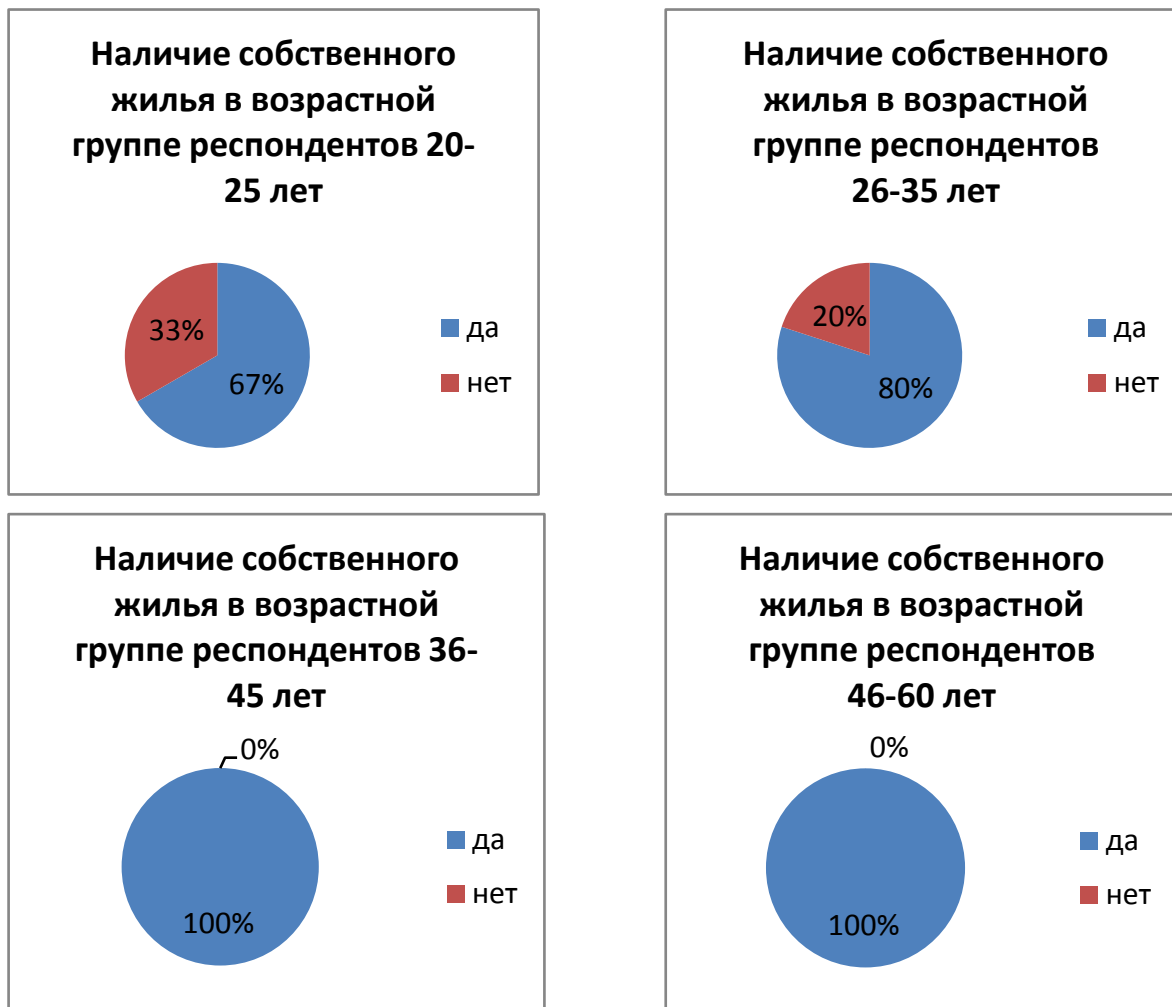 Наличие собственного
жилья в возрастной
группе респондентов 20-
25 лет
33%
67%
да
нет
Наличие собственного
жилья в возрастной
группе респондентов
26-35 лет
20%
80%
да
нет
Наличие собственного
жилья в возрастной
группе респондентов 36-
45 лет
0%
100%
да
нет
Наличие собственного
жилья в возрастной
группе респондентов
46-60 лет
0%
100%
да
нет